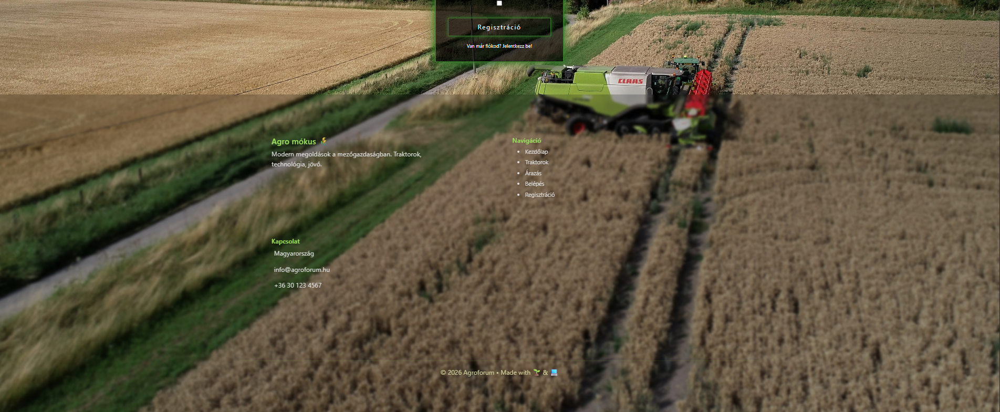 Regisztráció
Van már fiókod? Jelentkezz be!
CLAAS
Agro mókus 🌾
Modern megoldások a mezőgazdaságban. Traktorok,
technológia, jövő.
Navigáció
• Kezdőlap
• Traktorok
• Árazás
• Belépés
• Regisztráció
Kapcsolat
Magyarország
info@agroforum.hu
+36 30 123 4567
© 2026 Agroforum • Made with 🌱 & 💻